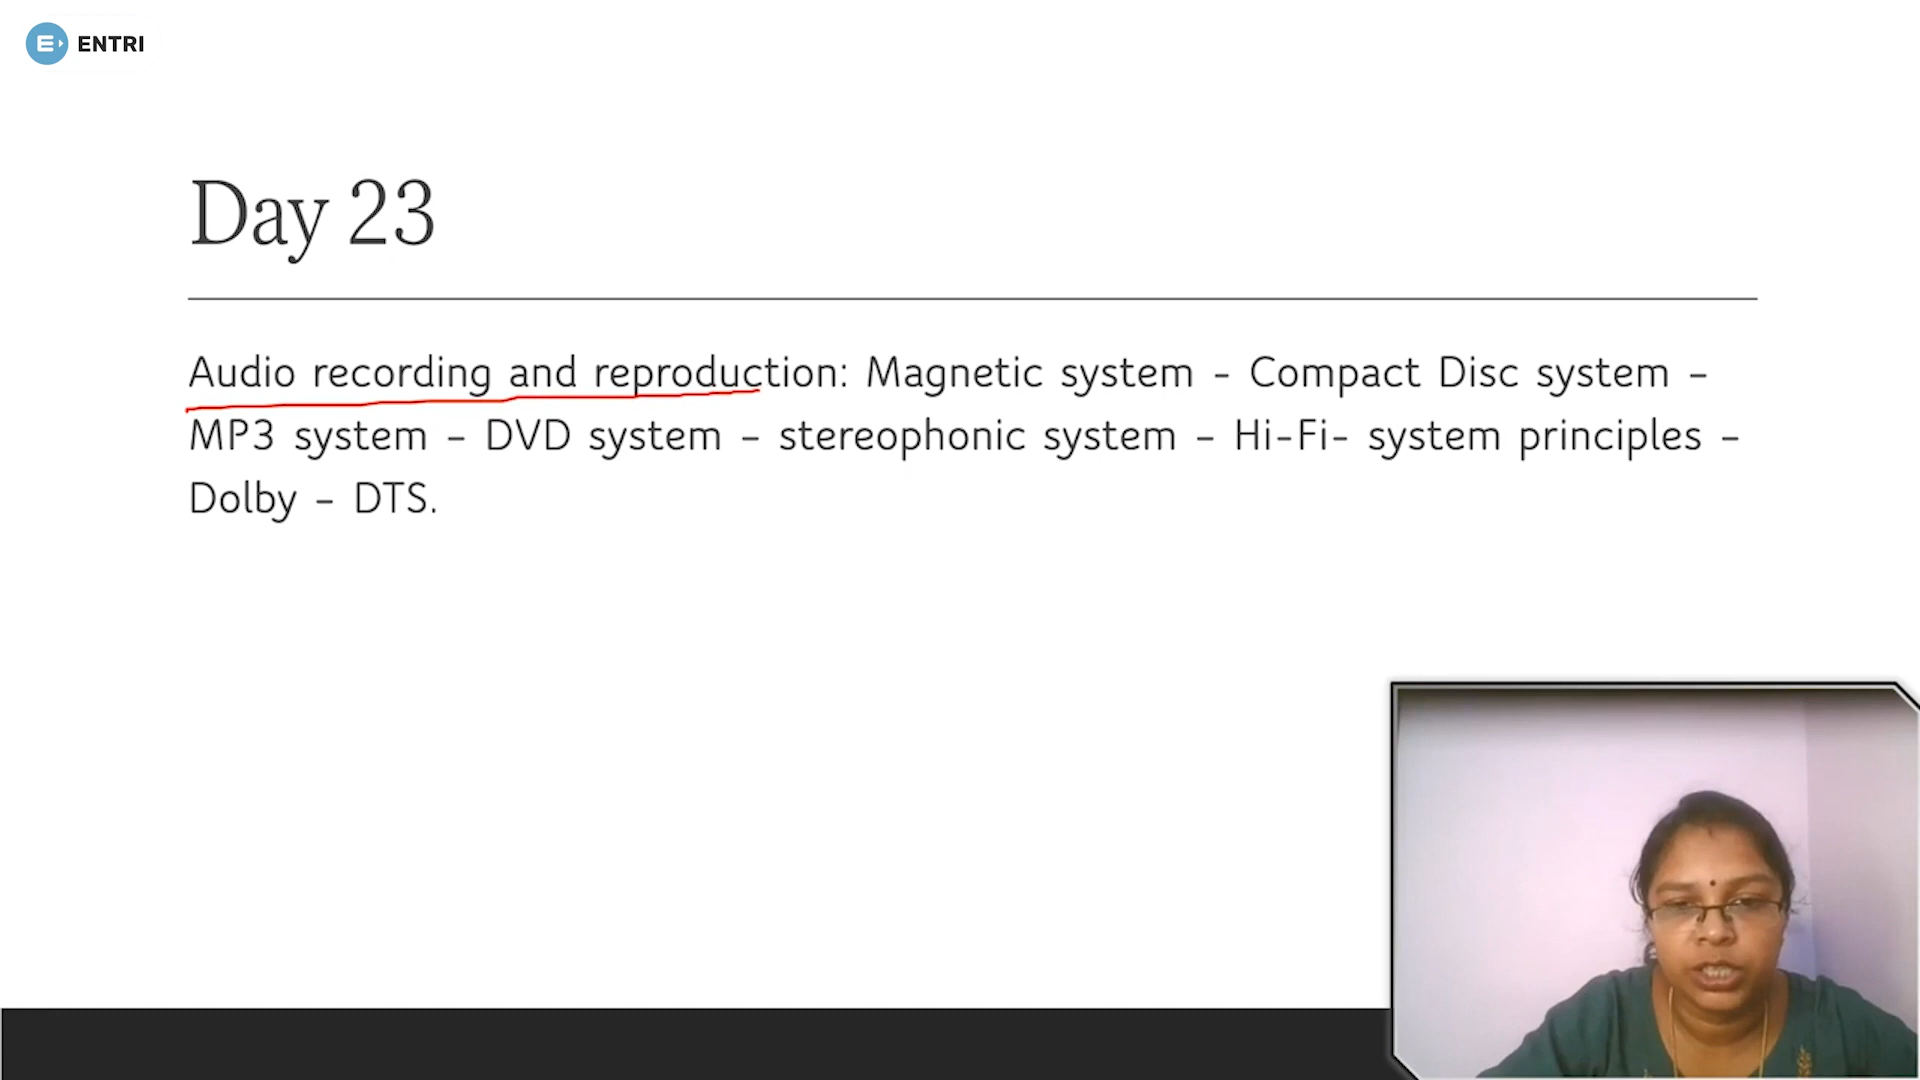 ENTRI
Day 23
Audio recording and reproduction: Magnetic system - Compact Disc system –
MP3 system – DVD system – stereophonic system – Hi-Fi- system principles –
Dolby – DTS.